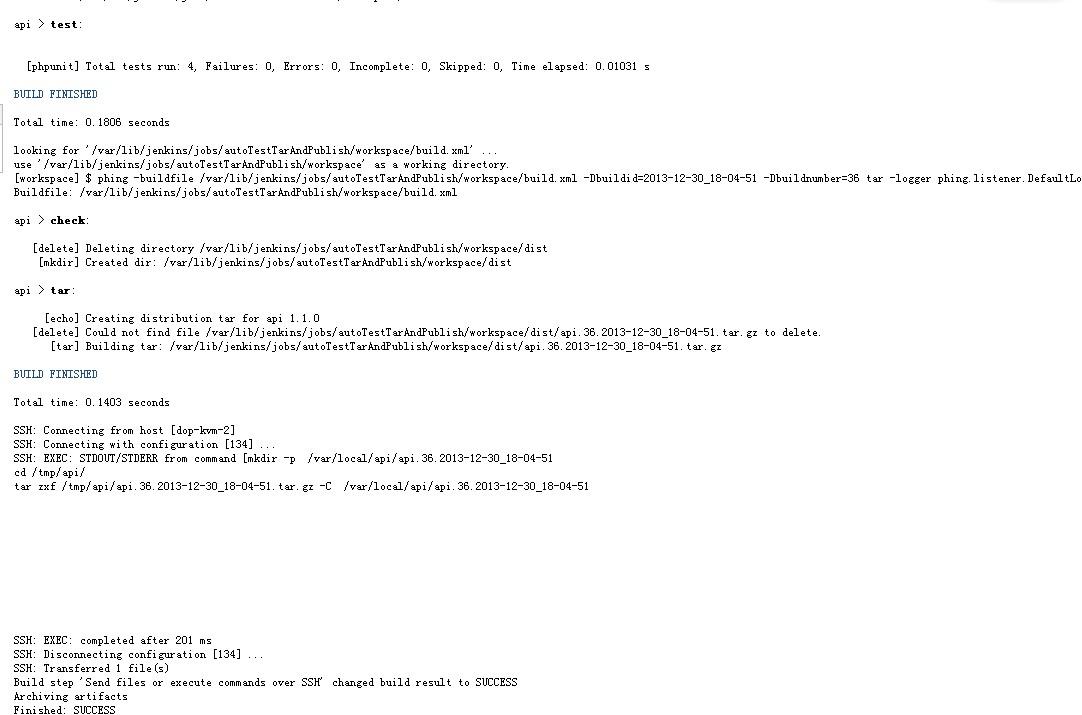 api > test:
[phpunit] Total tests run: 4, Failures: 0, Errors: 0, Incomplete: 0, Skipped: 0, Time elapsed: 0.01031 s
BUILD FINISHED
Total time: 0.1806 seconds
looking for '/var/lib/jenkins/jobs/autoTestTarAndPublish/workspace/build.xml' ...
use '/var/lib/jenkins/jobs/autoTestTarAndPublish/workspace' as a working directory.
[workspace] $ phing -buildfile /var/lib/jenkins/jobs/autoTestTarAndPublish/workspace/build.xml -Dbuildid=2013-12-30_18-04-51 -Dbuildnumber=36 tar -logger phing.listener.DefaultLo
Buildfile: /var/lib/jenkins/jobs/autoTestTarAndPublish/workspace/build.xml
api > check:
[delete] Deleting directory /var/lib/jenkins/jobs/autoTestTarAndPublish/workspace/dist
[mkdir] Created dir: /var/lib/jenkins/jobs/autoTestTarAndPublish/workspace/dist
api > tar:
[echo] Creating distribution tar for api 1.1.0
[delete] Could not find file /var/lib/jenkins/jobs/autoTestTarAndPublish/workspace/dist/api.36.2013-12-30_18-04-51.tar.gz to delete.
[tar] Building tar: /var/lib/jenkins/jobs/autoTestTarAndPublish/workspace/dist/api.36.2013-12-30_18-04-51.tar.gz
BUILD FINISHED
Total time: 0.1403 seconds
SSH: Connecting from host [dop-kvm-2]
SSH: Connecting with configuration [134] ...
SSH: EXEC: STDOUT/STDERR from command [mkdir -p  /var/local/api/api.36.2013-12-30_18-04-51
cd /tmp/api/
tar zxf /tmp/api/api.36.2013-12-30_18-04-51.tar.gz -C  /var/local/api/api.36.2013-12-30_18-04-51
SSH: EXEC: completed after 201 ms
SSH: Disconnecting configuration [134] ...
SSH: Transferred 1 file(s)
Build step 'Send files or execute commands over SSH' changed build result to SUCCESS
Archiving artifacts
Finished: SUCCESS